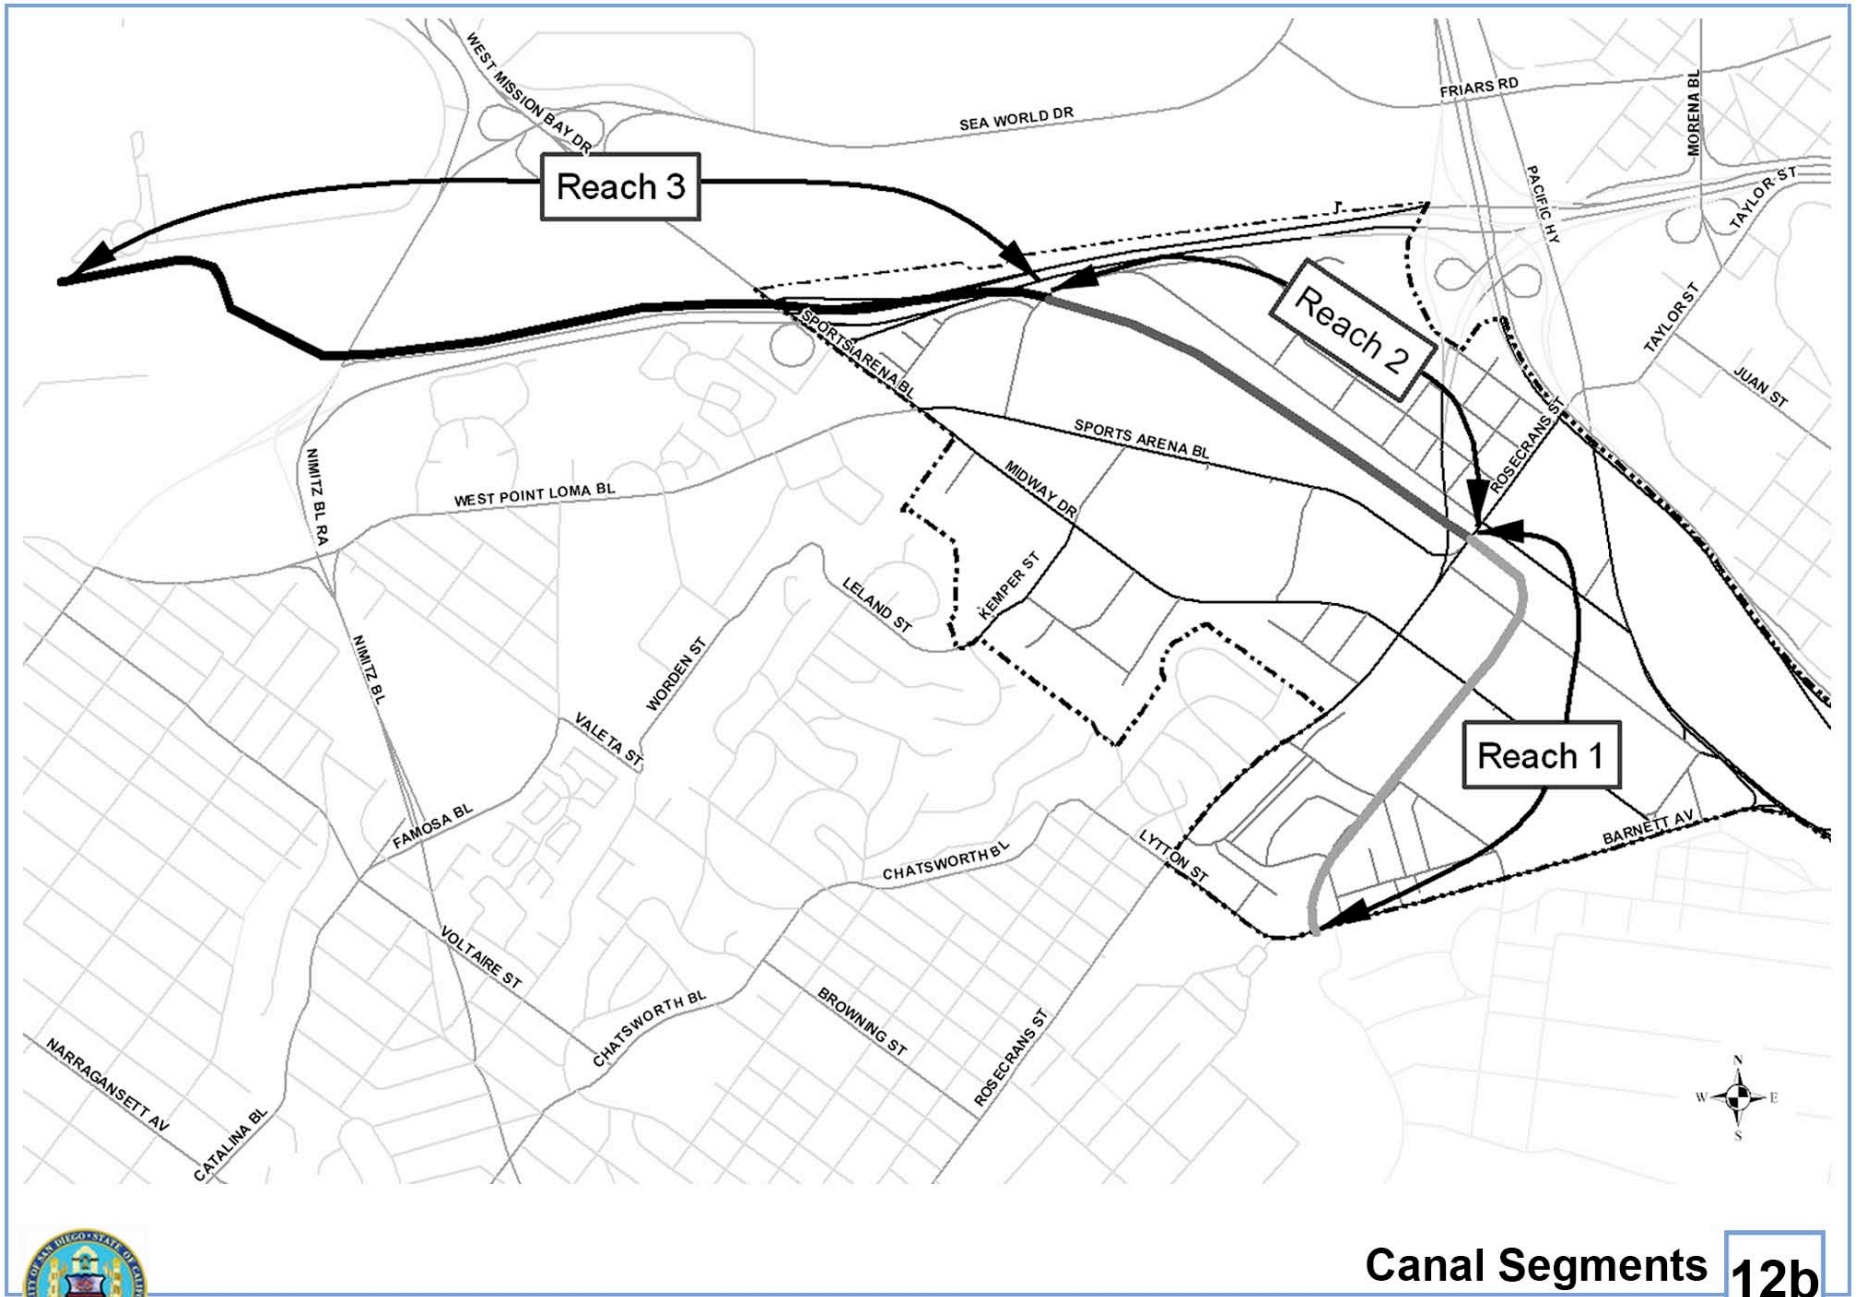 WEST MISSION BAY DR
SEA WORLD DR
FRIARS RD
MORENA BL
PACIFIC HY
TAYLOR ST
Reach 3
Reach 2
TAYLOR ST
JUAN ST
SPORTS ARENA BL
SPORTS ARENA BL
ROSECRANS ST
MIDWAY DR
NIMITZ BL RA
WEST POINT LOMA BL
KEMPER ST
LELAND ST
WORDEN ST
NIMITZ BL
VALETA ST
Reach 1
FAMOSA BL
CHATSWORTH BL
LYTTON ST
BARNETT AV
VOLTAIRE ST
CHATSWORTH BL
BROWNING ST
ROSECRANS ST
NARRAGANSETT AV
CATALINA BL
N
W E
S
Canal Segments 12b